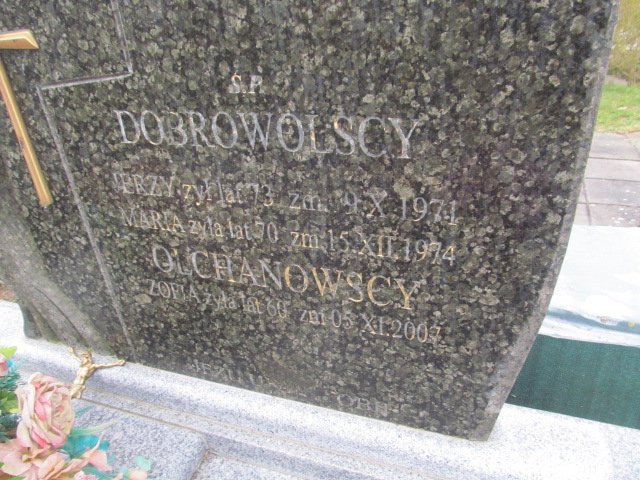 Ś.P.
DOBROWOLSCY
JERZY żył lat 73 zm. 9.X.1971
MARIA żyła lat 70 zm. 15.XII.1974
OLCHANOWSCY
ZOFIA żyła lat 60 zm. 05.XI.2007